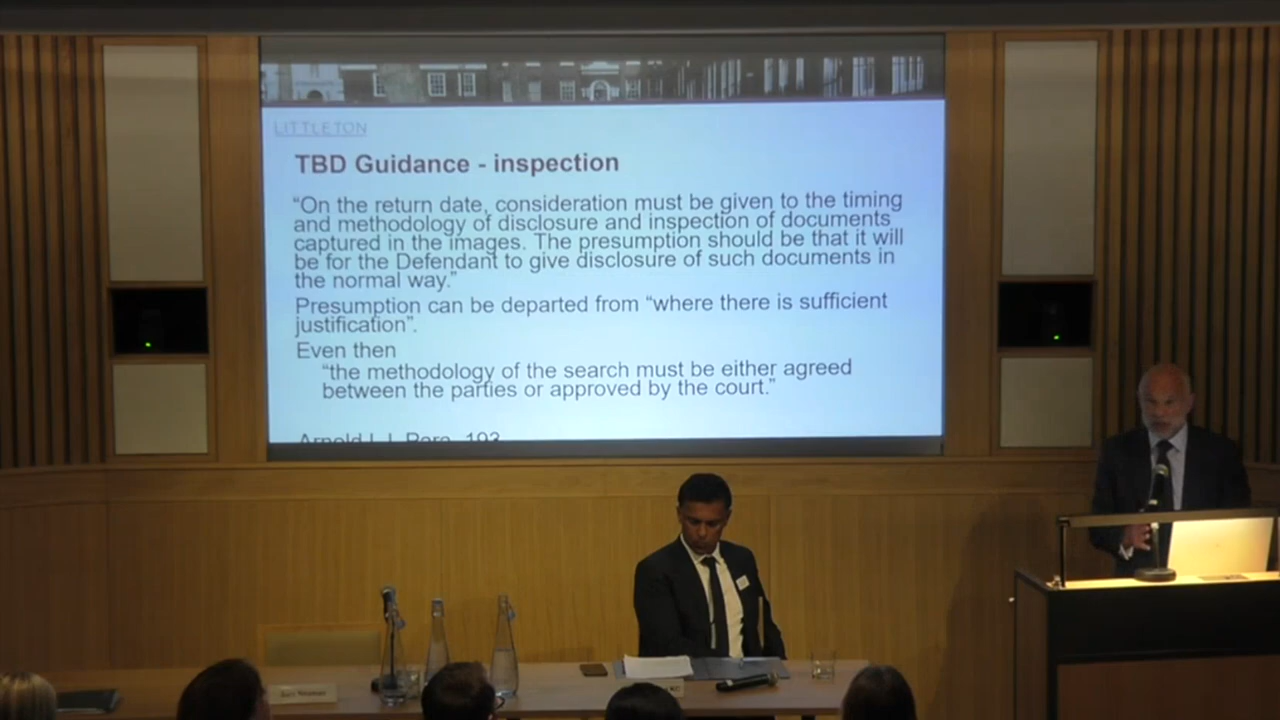 LITTLETON
TBD Guidance - inspection
“On the return date, consideration must be given to the timing
and methodology of disclosure and inspection of documents
captured in the images. The presumption should be that it will
be for the Defendant to give disclosure of such documents in
the normal way.”
Presumption can be departed from “where there is sufficient
justification”.
Even then
“the methodology of the search must be either agreed
between the parties or approved by the court.”
Arnold LJ Para 193